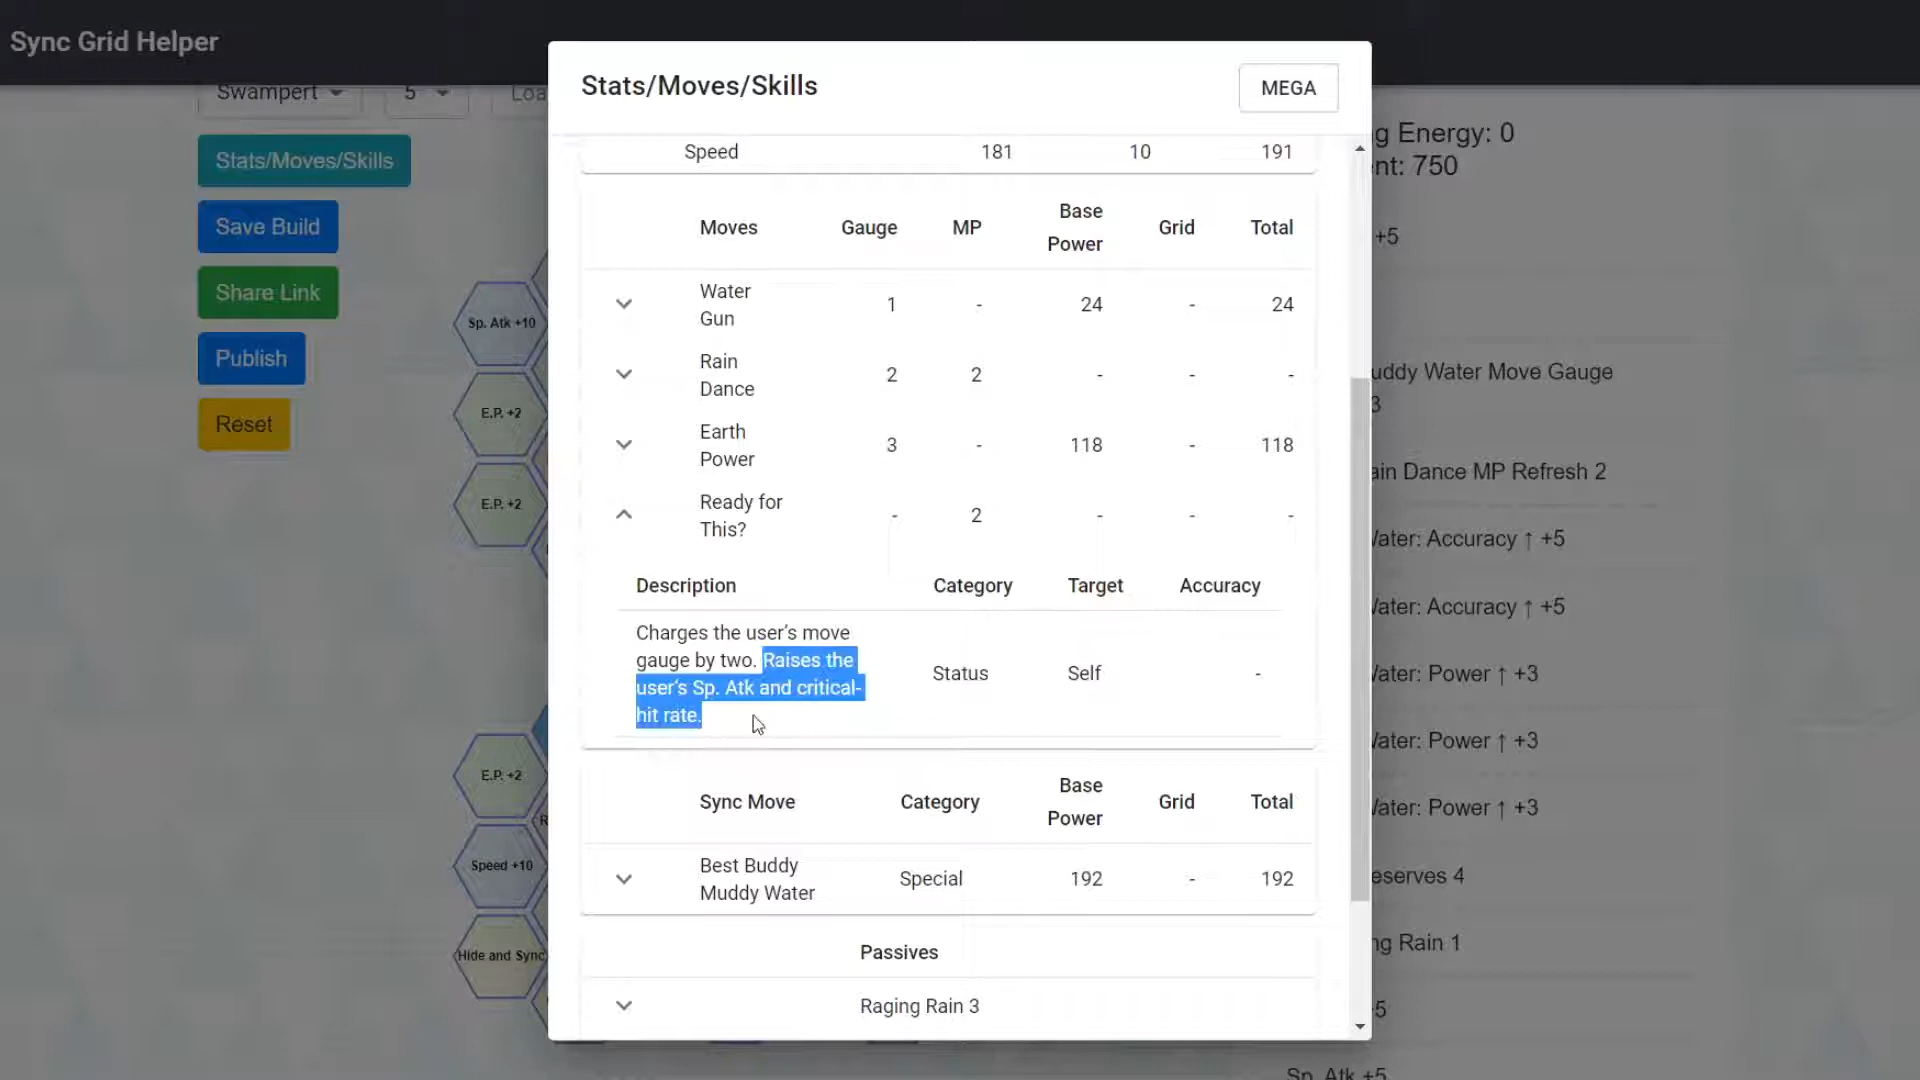 Sync Grid Helper
Stats/Moves/Skills
MEGA
Swampert
5
Loa
g Energy: 0
nt: 750
Stats/Moves/Skills
Save Build
Share Link
Publish
Reset
Speed 181 10 191
Moves Gauge MP Base Power Grid Total
Water Gun 1 - 24 - 24
Rain Dance 2 2 - - -
Earth Power 3 - 118 - 118
Ready for This? - 2 - - -
Description Category Target Accuracy
Charges the user's move
gauge by two. Raises the
user's Sp. Atk and critical-
hit rate.
Status Self -
Sync Move Category Base Power Grid Total
Best Buddy Muddy Water Special 192 - 192
Passives
Raging Rain 3
Sp. Atk +10
E.P. +2
E.P. +2
E.P. +2
Speed +10
Hide and Sync
+5
uddy Water Move Gauge
3
ain Dance MP Refresh 2
Water: Accuracy ↑ +5
Water: Accuracy ↑ +5
Water: Power ↑ +3
Water: Power ↑ +3
Water: Power ↑ +3
eserves 4
ng Rain 1
-5
Sp. Atk +5